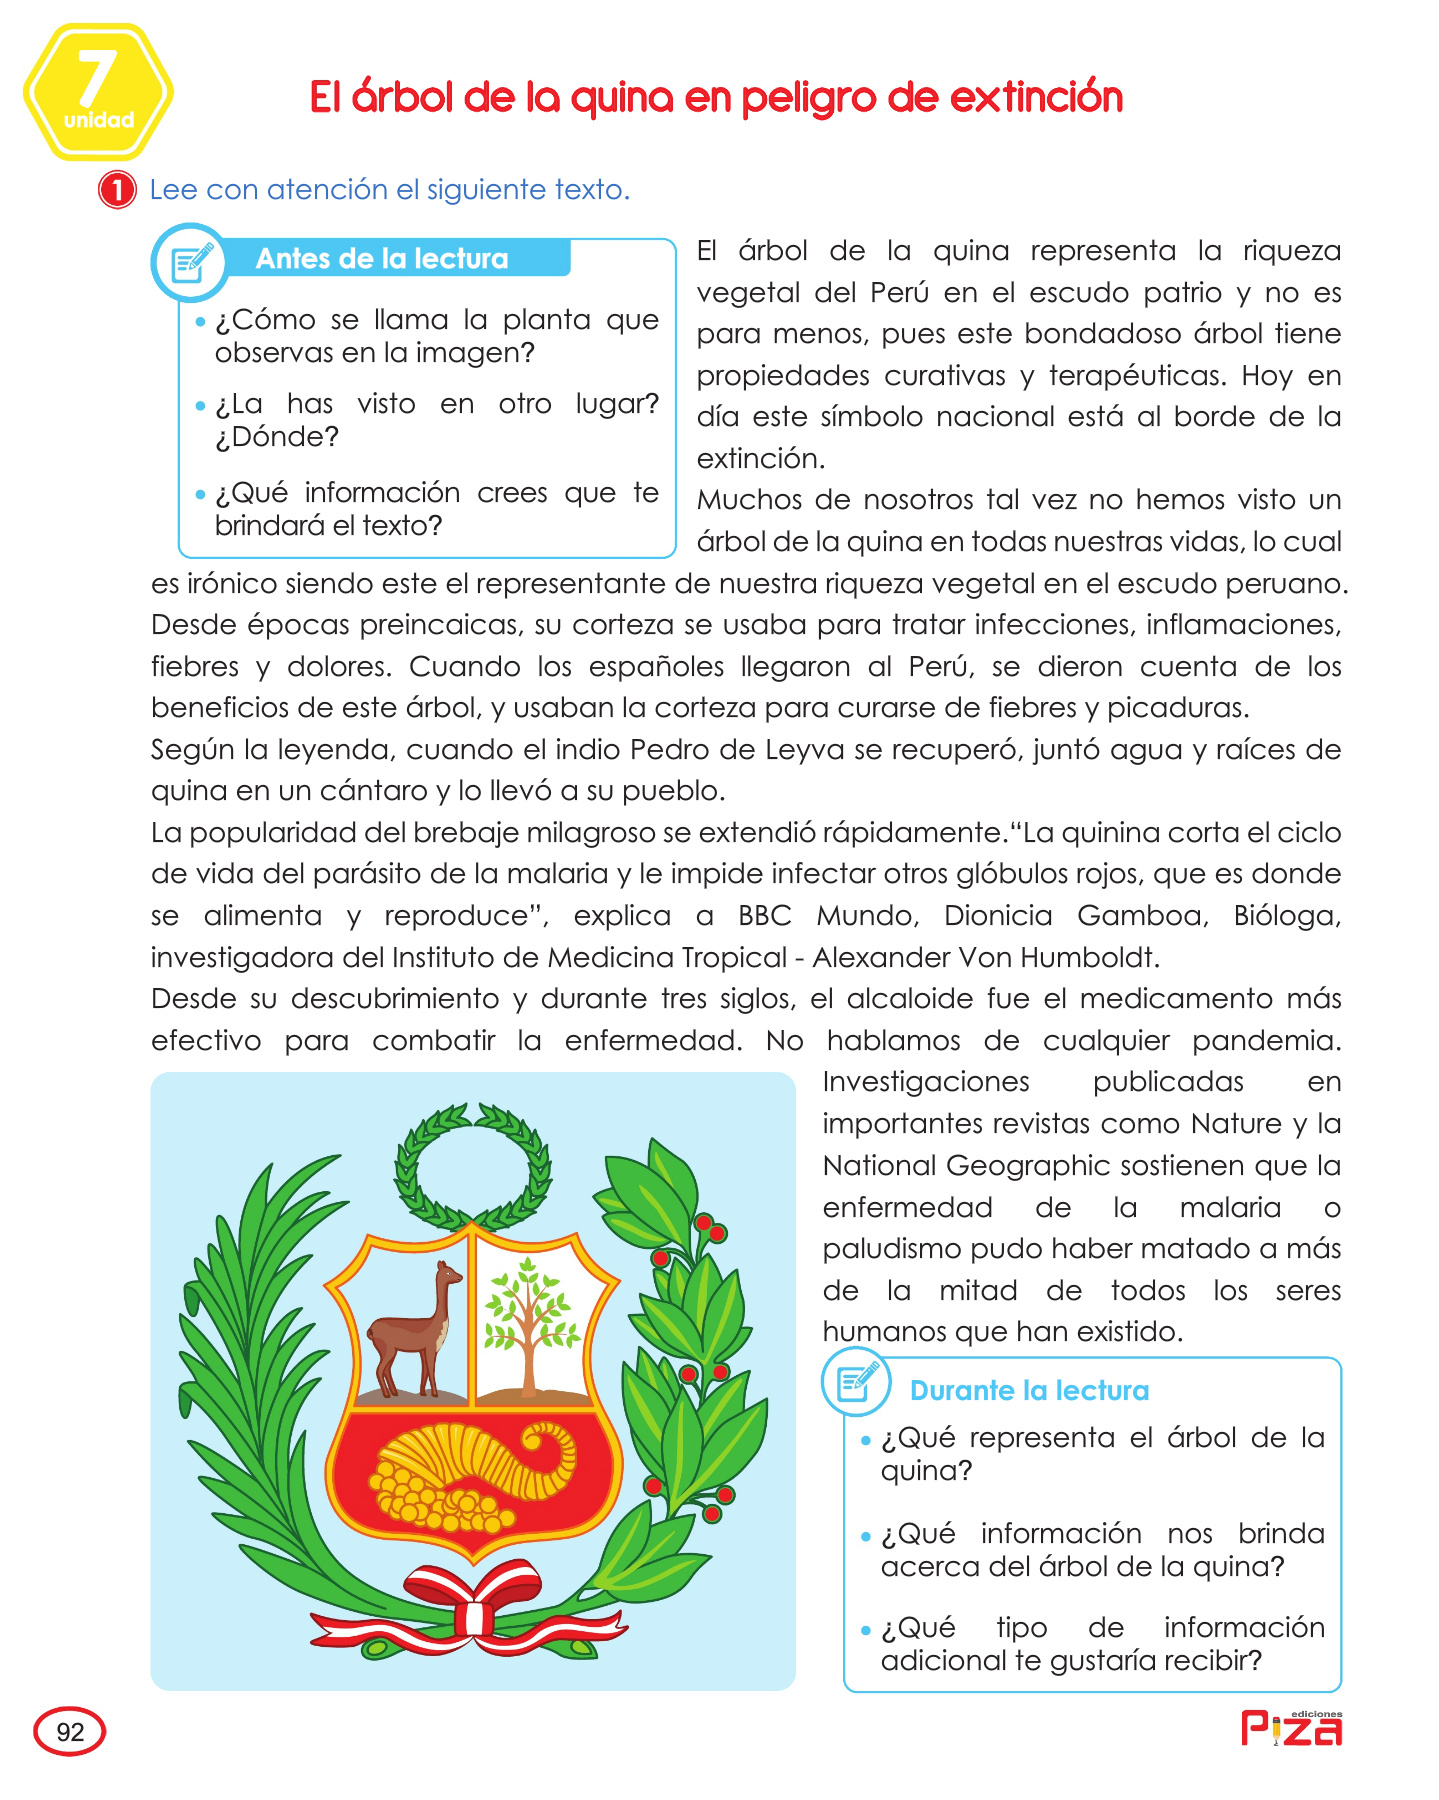 7
unidad
El árbol de la quina en peligro de extinción
1 Lee con atención el siguiente texto.
Antes de la lectura
• ¿Cómo se llama la planta que
observas en la imagen?
• ¿La has visto en otro lugar?
¿Dónde?
• ¿Qué información crees que te
brindará el texto?
El árbol de la quina representa la riqueza
vegetal del Perú en el escudo patrio y no es
para menos, pues este bondadoso árbol tiene
propiedades curativas y terapéuticas. Hoy en
día este símbolo nacional está al borde de la
extinción.
Muchos de nosotros tal vez no hemos visto un
árbol de la quina en todas nuestras vidas, lo cual
es irónico siendo este el representante de nuestra riqueza vegetal en el escudo peruano.
Desde épocas preincaicas, su corteza se usaba para tratar infecciones, inflamaciones,
fiebres y dolores. Cuando los españoles llegaron al Perú, se dieron cuenta de los
beneficios de este árbol, y usaban la corteza para curarse de fiebres y picaduras.
Según la leyenda, cuando el indio Pedro de Leyva se recuperó, juntó agua y raíces de
quina en un cántaro y lo llevó a su pueblo.
La popularidad del brebaje milagroso se extendió rápidamente.“La quinina corta el ciclo
de vida del parásito de la malaria y le impide infectar otros glóbulos rojos, que es donde
se alimenta y reproduce”, explica a BBC Mundo, Dionicia Gamboa, Bióloga,
investigadora del Instituto de Medicina Tropical - Alexander Von Humboldt.
Desde su descubrimiento y durante tres siglos, el alcaloide fue el medicamento más
efectivo para combatir la enfermedad. No hablamos de cualquier pandemia.
Investigaciones publicadas en
importantes revistas como Nature y la
National Geographic sostienen que la
enfermedad de la malaria o
paludismo pudo haber matado a más
de la mitad de todos los seres
humanos que han existido.
Durante la lectura
• ¿Qué representa el árbol de la
quina?
• ¿Qué información nos brinda
acerca del árbol de la quina?
• ¿Qué tipo de información
adicional te gustaría recibir?
92
ediciones
Piza